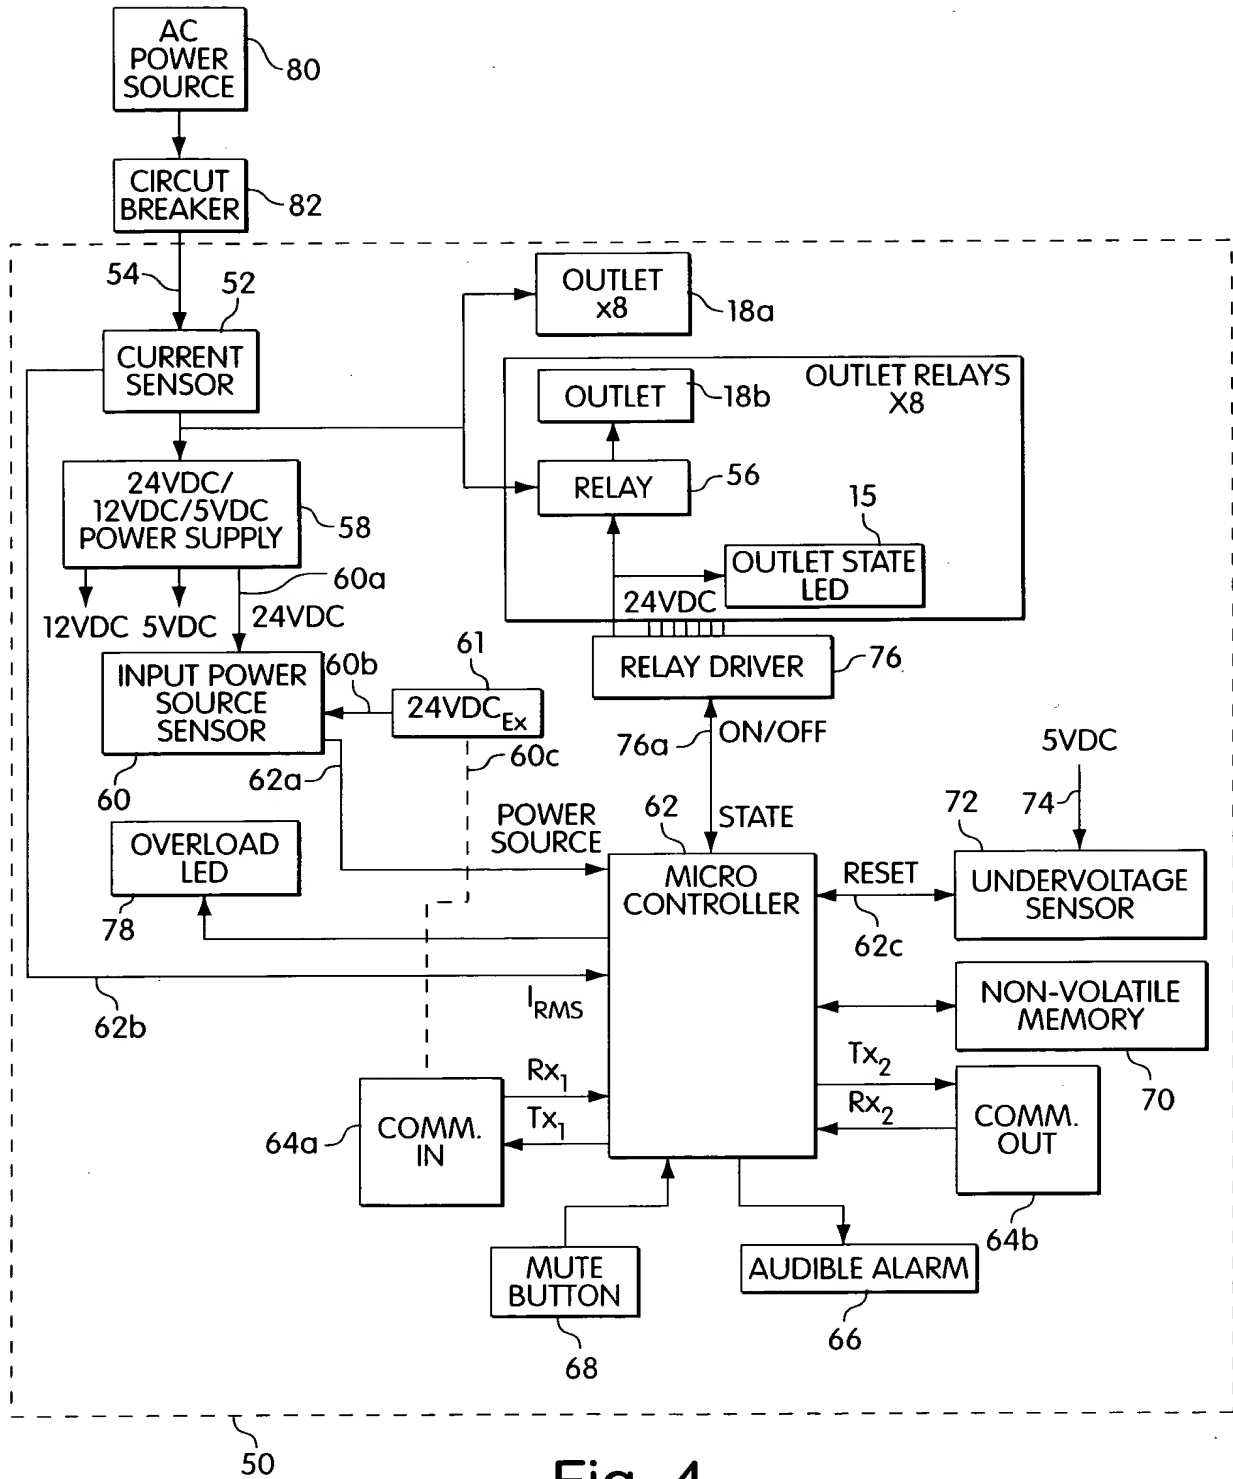 AC
POWER
SOURCE
80
CIRCUT
BREAKER
82
54
52
CURRENT
SENSOR
OUTLET
x8
18a
OUTLET RELAYS
X8
OUTLET
18b
RELAY
56
24VDC/
12VDC/5VDC
POWER SUPPLY
58
15
OUTLET STATE
LED
60a
12VDC
5VDC
24VDC
24VDC
RELAY DRIVER
76
INPUT POWER
SOURCE
SENSOR
60
60b
61
24VDCEx
60c
62a
76a
ON/OFF
STATE
5VDC
74
72
UNDERVOLTAGE
SENSOR
POWER
SOURCE
62
MICRO
CONTROLLER
RESET
62c
OVERLOAD
LED
78
62b
IRMS
NON-VOLATILE
MEMORY
70
Rx1
Tx1
Tx2
Rx2
64a
COMM.
IN
COMM.
OUT
64b
MUTE
BUTTON
68
AUDIBLE ALARM
66
50
Fig. 4